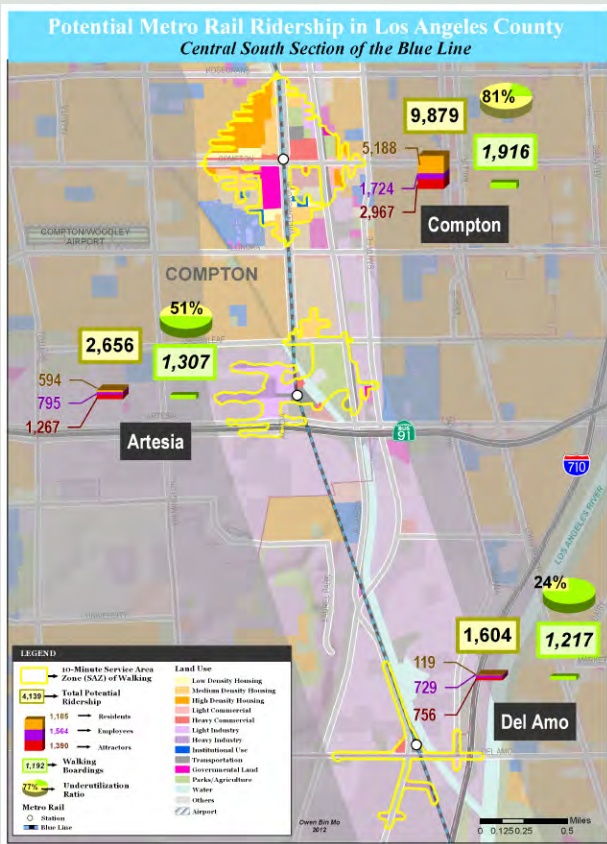 Potential Metro Rail Ridership in Los Angeles County
Central South Section of the Blue Line
81%
9,879
5,188
1,916
1,724
2,967
Compton
COMPTON
COMPTON/WOODLEY
AIRPORT
COMPTON
51%
2,656
1,307
594
795
1,267
ARTESIA
Artesia
BUS
91
710
LOS ANGELES RIVER
UNIVERSITY
24%
1,604
1,217
119
729
756
Del Amo
DEL AMO
LEGEND
10-Minute Service Area
Zone (SAZ) of Walking
4,139
Total Potential
Ridership
1,185
Residents
1,564
Employees
1,390
Attractors
1,192
Walking
Boardings
77%
Underutilization
Ratio
Metro Rail
Station
Blue Line
Land Use
Low Density Housing
Medium Density Housing
High Density Housing
Light Commercial
Heavy Commercial
Light Industry
Heavy Industry
Institutional Use
Transportation
Governmental Land
Parks/Agriculture
Water
Others
Airport
Owen Bin Mo
2012
Miles
0 0.125 0.25 0.5